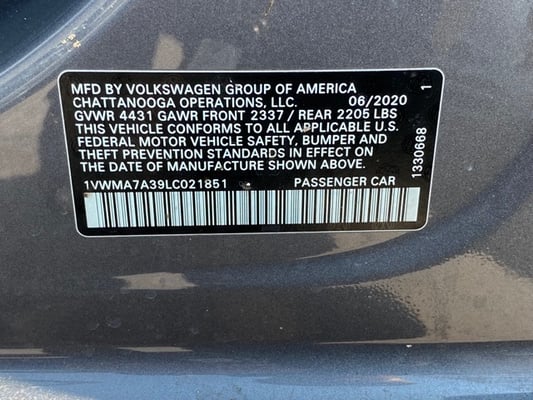 MFD BY VOLKSWAGEN GROUP OF AMERICA
CHATTANOOGA OPERATIONS, LLC. 06/2020
GVWR 4431 GAWR FRONT 2337 / REAR 2205 LBS
THIS VEHICLE CONFORMS TO ALL APPLICABLE U.S.
FEDERAL MOTOR VEHICLE SAFETY, BUMPER AND
THEFT PREVENTION STANDARDS IN EFFECT ON
THE DATE OF MANUFACTURE SHOWN ABOVE.
1VWMA7A39LC021851 PASSENGER CAR
1330668 1